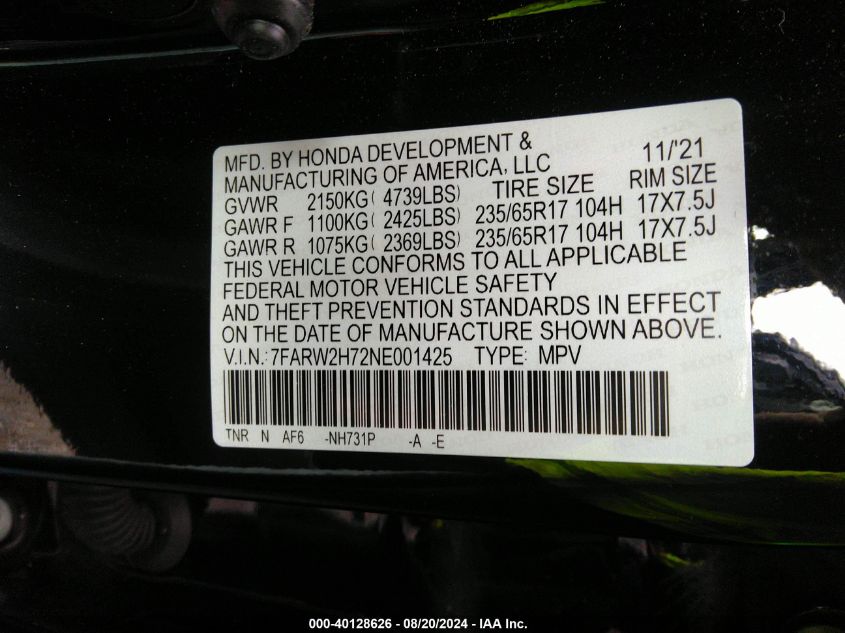 MFD. BY HONDA DEVELOPMENT & 11/'21
MANUFACTURING OF AMERICA, LLC
GVWR 2150KG( 4739LBS) TIRE SIZE RIM SIZE
GAWR F 1100KG( 2425LBS) 235/65R17 104H 17X7.5J
GAWR R 1075KG( 2369LBS) 235/65R17 104H 17X7.5J
THIS VEHICLE CONFORMS TO ALL APPLICABLE
FEDERAL MOTOR VEHICLE SAFETY
AND THEFT PREVENTION STANDARDS IN EFFECT
ON THE DATE OF MANUFACTURE SHOWN ABOVE.
V.I.N.: 7FARW2H72NE001425 TYPE: MPV
TNR N AF6 -NH731P -A -E
000-40128626 - 08/20/2024 - IAA Inc.